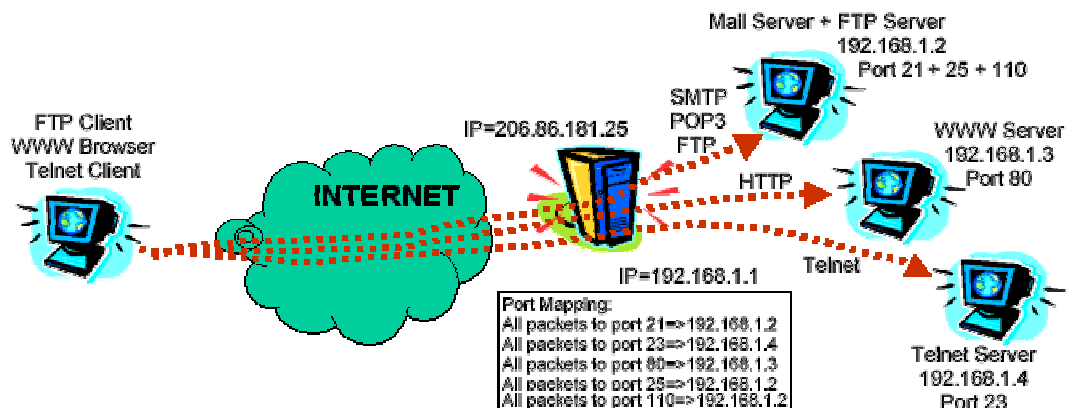 Mail Server + FTP Server
192.168.1.2
Port 21 + 25 + 110
SMTP
POP3
FTP
FTP Client
WWW Browser
Telnet Client
IP=206.86.181.25
WWW Server
192.168.1.3
Port 80
HTTP
INTERNET
Telnet
IP=192.168.1.1
Port Mapping:
All packets to port 21=>192.168.1.2
All packets to port 23=>192.168.1.4
All packets to port 80=>192.168.1.3
All packets to port 25=>192.168.1.2
All packets to port 110=>192.168.1.2
Telnet Server
192.168.1.4
Port 23